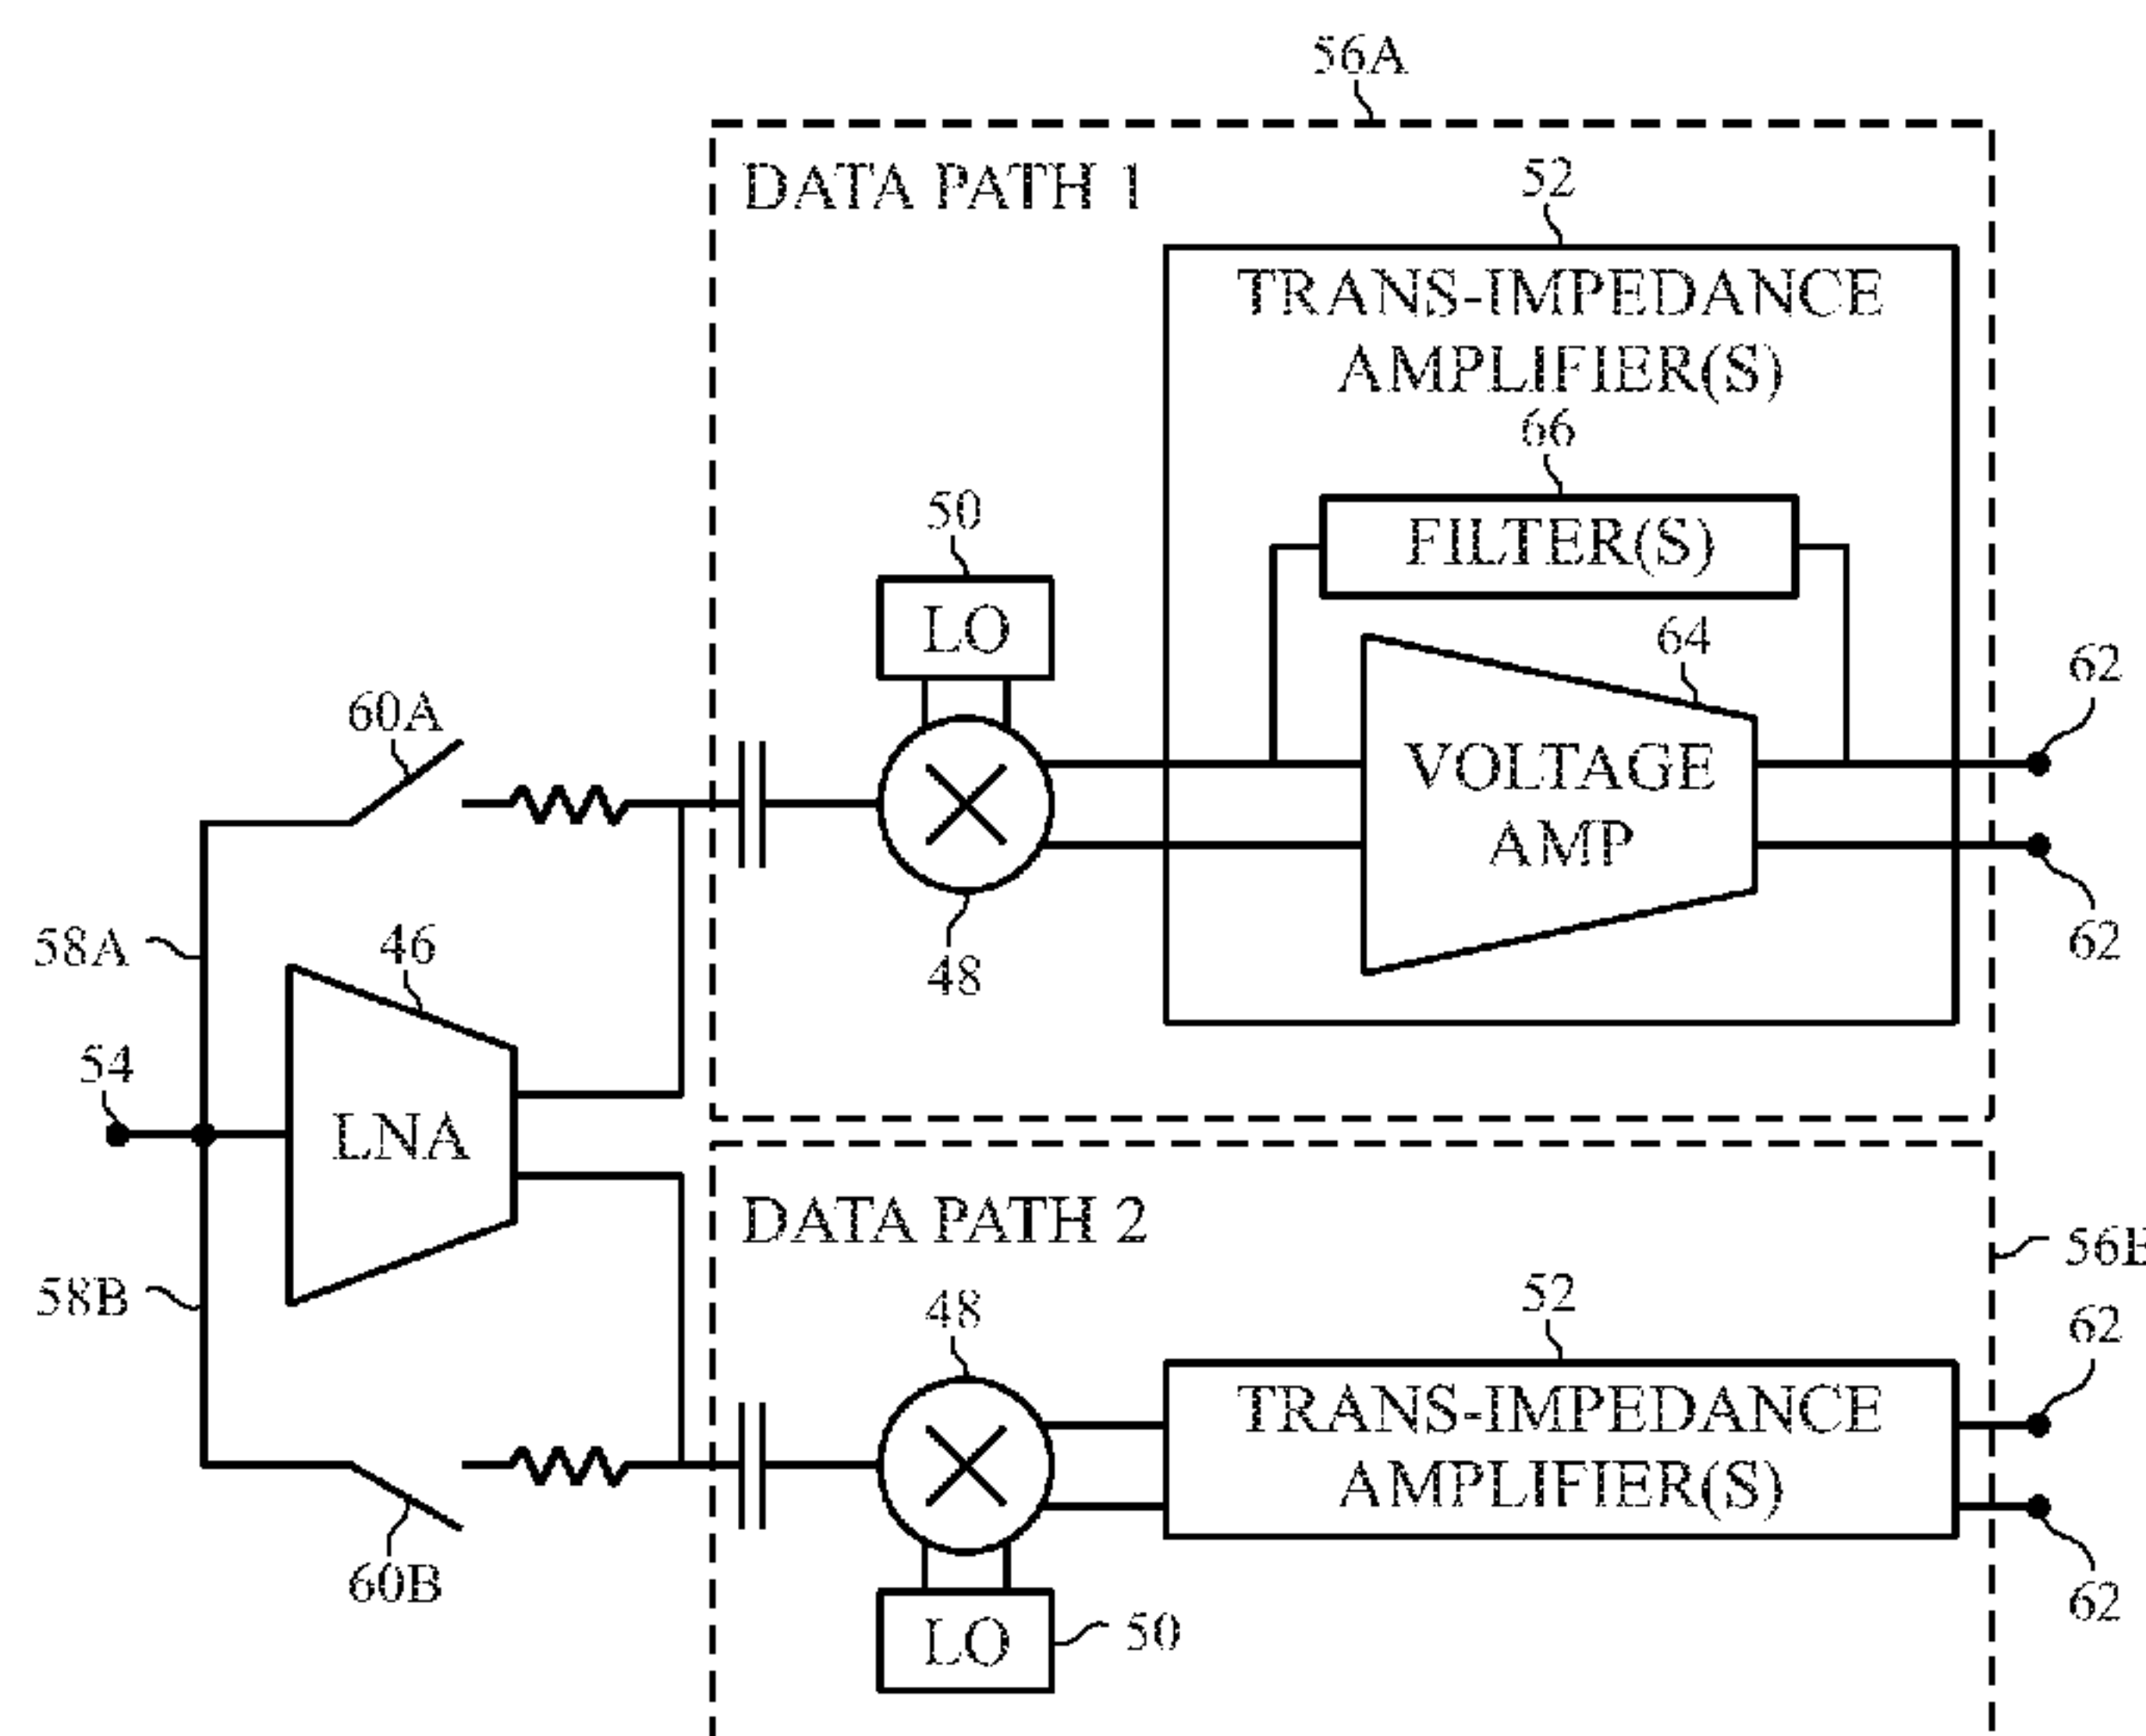 56A
DATA PATH 1
52
TRANS-IMPEDANCE
AMPLIFIER(S)
66
FILTER(S)
50
LO
64
62
60A
VOLTAGE
AMP
58A
46
48
62
54
LNA
DATA PATH 2
56B
58B
48
52
62
TRANS-IMPEDANCE
AMPLIFIER(S)
60B
62
LO
50